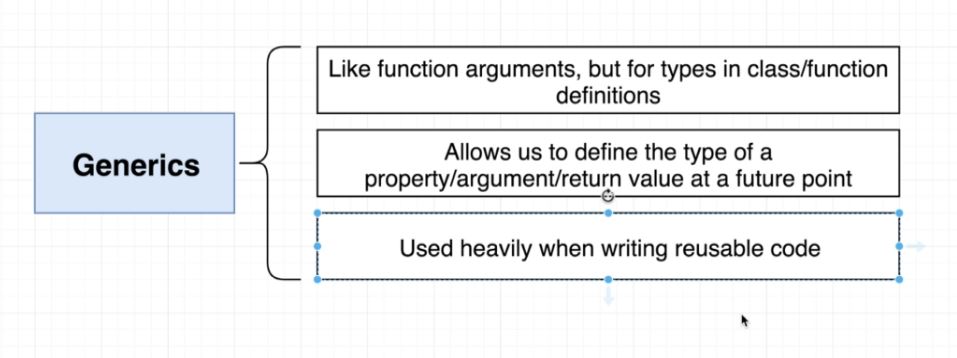 Generics
Like function arguments, but for types in class/function
definitions
Allows us to define the type of a
property/argument/return value at a future point
Used heavily when writing reusable code